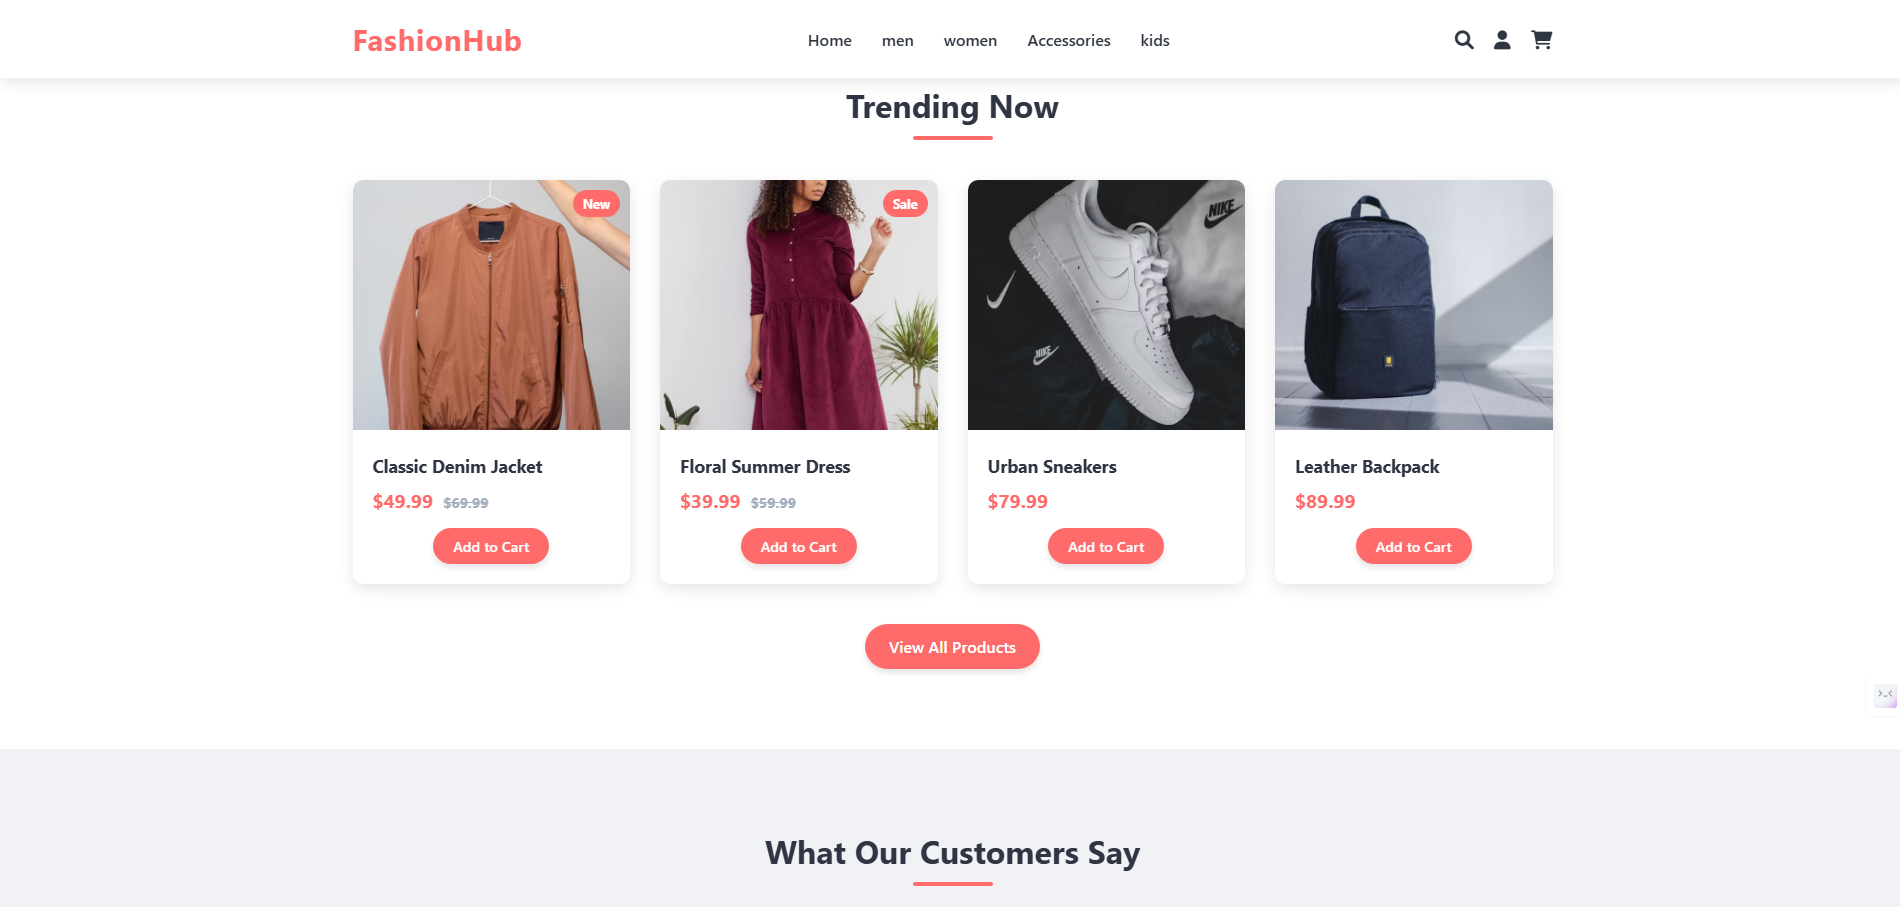 FashionHub
Home men women Accessories kids
Trending Now
New
Sale
NIKE
NIKE
Classic Denim Jacket
$49.99 $69.99
Add to Cart
Floral Summer Dress
$39.99 $59.99
Add to Cart
Urban Sneakers
$79.99
Add to Cart
Leather Backpack
$89.99
Add to Cart
View All Products
What Our Customers Say